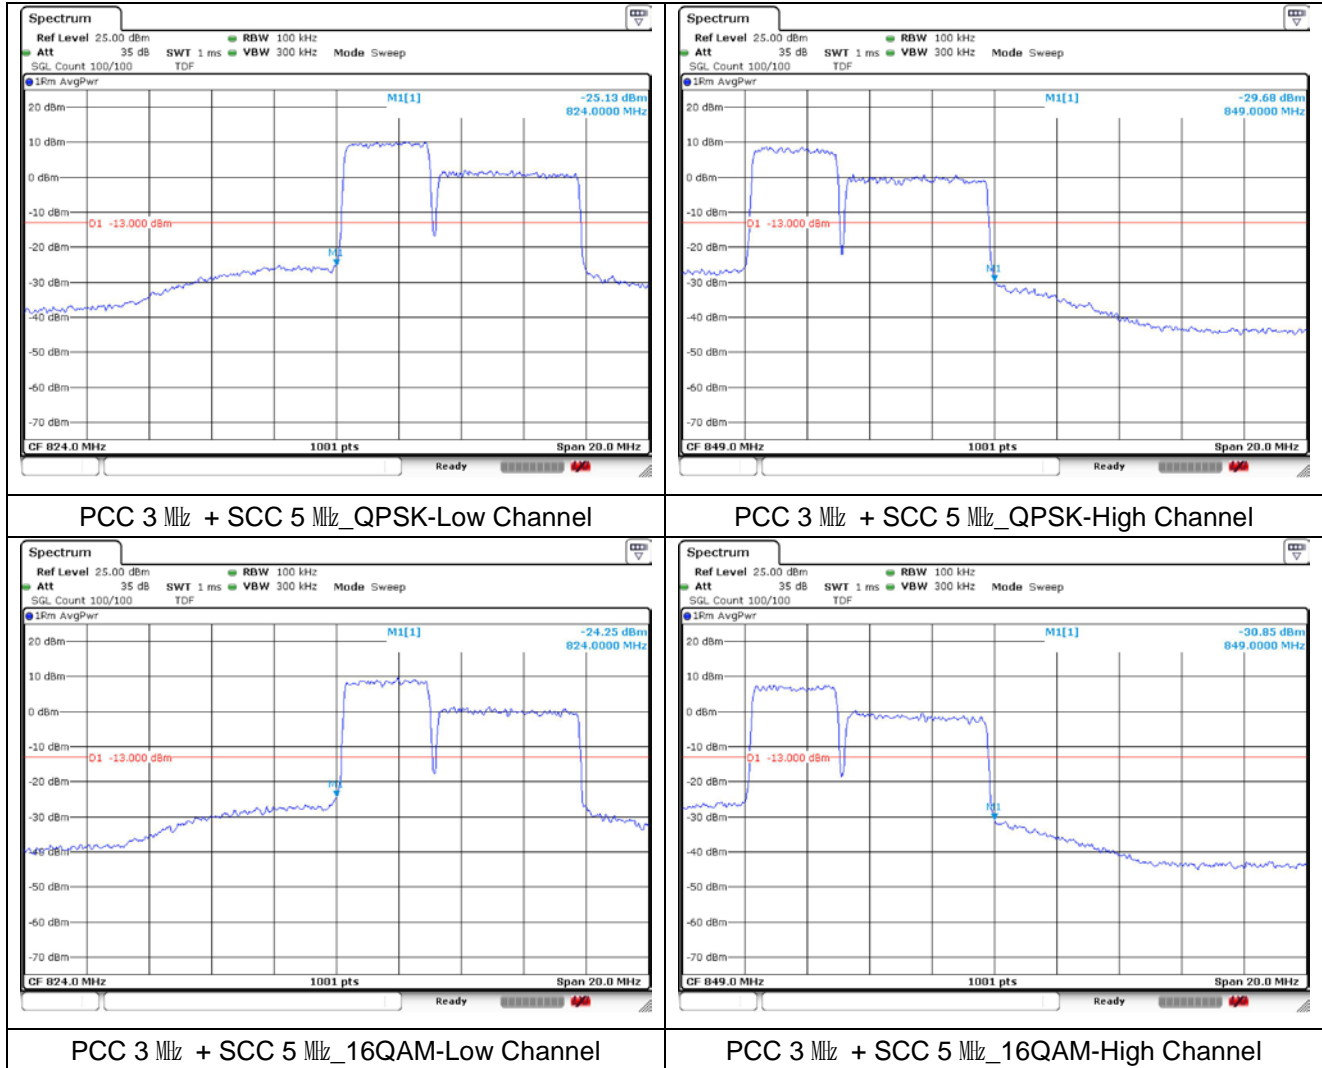 Spectrum
Ref Level 25.00 dBm RBW 100 kHz
Att 35 dB SWT 1 ms VBW 300 kHz Mode Sweep
SGL Count 100/100 TDF
1Rm AvgPwr
M1[1] -25.13 dBm
824.0000 MHz
20 dBm
10 dBm
0 dBm
-10 dBm
D1 -13.000 dBm
-20 dBm
M1
-30 dBm
-40 dBm
-50 dBm
-60 dBm
-70 dBm
CF 824.0 MHz 1001 pts Span 20.0 MHz
Ready
PCC 3 ㎒ + SCC 5 ㎒_QPSK-Low Channel
Spectrum
Ref Level 25.00 dBm RBW 100 kHz
Att 35 dB SWT 1 ms VBW 300 kHz Mode Sweep
SGL Count 100/100 TDF
1Rm AvgPwr
M1[1] -29.68 dBm
849.0000 MHz
20 dBm
10 dBm
0 dBm
-10 dBm
D1 -13.000 dBm
-20 dBm
M1
-30 dBm
-40 dBm
-50 dBm
-60 dBm
-70 dBm
CF 849.0 MHz 1001 pts Span 20.0 MHz
Ready
PCC 3 ㎒ + SCC 5 ㎒_QPSK-High Channel
Spectrum
Ref Level 25.00 dBm RBW 100 kHz
Att 35 dB SWT 1 ms VBW 300 kHz Mode Sweep
SGL Count 100/100 TDF
1Rm AvgPwr
M1[1] -24.25 dBm
824.0000 MHz
20 dBm
10 dBm
0 dBm
-10 dBm
D1 -13.000 dBm
-20 dBm
M1
-30 dBm
-40 dBm
-50 dBm
-60 dBm
-70 dBm
CF 824.0 MHz 1001 pts Span 20.0 MHz
Ready
PCC 3 ㎒ + SCC 5 ㎒_16QAM-Low Channel
Spectrum
Ref Level 25.00 dBm RBW 100 kHz
Att 35 dB SWT 1 ms VBW 300 kHz Mode Sweep
SGL Count 100/100 TDF
1Rm AvgPwr
M1[1] -30.85 dBm
849.0000 MHz
20 dBm
10 dBm
0 dBm
-10 dBm
D1 -13.000 dBm
-20 dBm
M1
-30 dBm
-40 dBm
-50 dBm
-60 dBm
-70 dBm
CF 849.0 MHz 1001 pts Span 20.0 MHz
Ready
PCC 3 ㎒ + SCC 5 ㎒_16QAM-High Channel